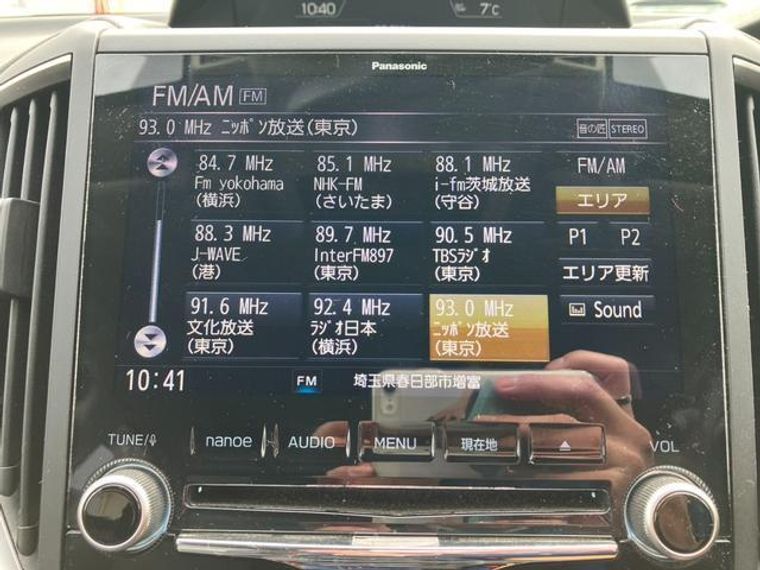 10:40
7℃
Panasonic
FM/AM FM
93.0 MHz ﾆｯﾎﾟﾝ放送(東京)
音の匠 STEREO
84.7 MHz
Fm yokohama
(横浜)
85.1 MHz
NHK-FM
(さいたま)
88.1 MHz
i-fm茨城放送
(守谷)
FM/AM
エリア
88.3 MHz
J-WAVE
(港)
89.7 MHz
InterFM897
(東京)
90.5 MHz
TBSﾗｼﾞｵ
(東京)
P1 P2
エリア更新
91.6 MHz
文化放送
(東京)
92.4 MHz
ﾗｼﾞｵ日本
(横浜)
93.0 MHz
ﾆｯﾎﾟﾝ放送
(東京)
Sound
10:41
FM
埼玉県春日部市増富
TUNE/
nanoe
AUDIO
MENU
現在地
VOL